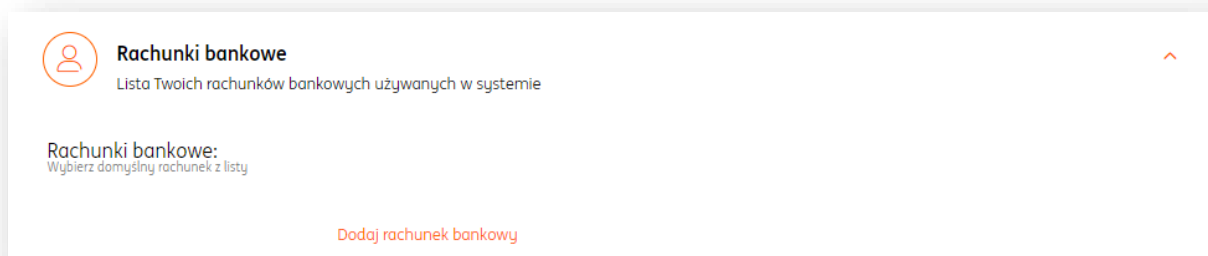 Rachunki bankowe
Lista Twoich rachunków bankowych używanych w systemie
Rachunki bankowe:
Wybierz domyślny rachunek z listy
Dodaj rachunek bankowy